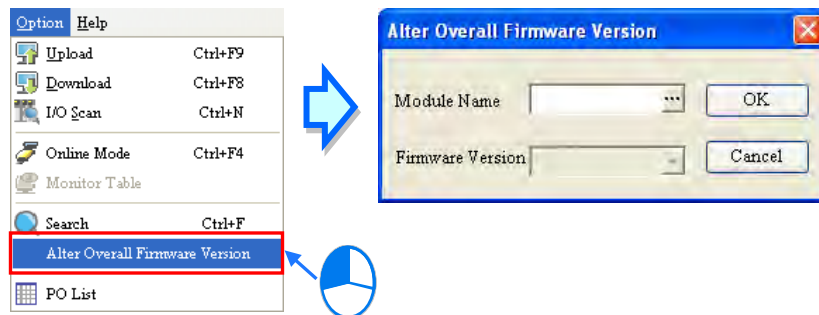 Option Help
Upload Ctrl+F9
Download Ctrl+F8
I/O Scan Ctrl+N
Online Mode Ctrl+F4
Monitor Table
Search Ctrl+F
Alter Overall Firmware Version
PO List
Alter Overall Firmware Version
Module Name ... OK
Firmware Version Cancel